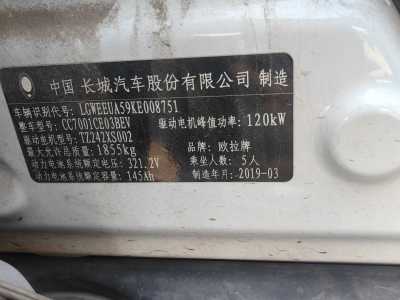 中国 长城汽车股份有限公司 制造
车辆识别代号: LGWEEUA59KE008751
整车型号: CC7001CE03BEV 驱动电机峰值功率: 120kW
驱动电机型号: TZ242XS002
最大允许总质量: 1855kg 品牌: 欧拉牌
动力电池系统额定电压: 321.2V 乘坐人数: 5人
动力电池系统额定容量: 145Ah 制造年月: 2019-03